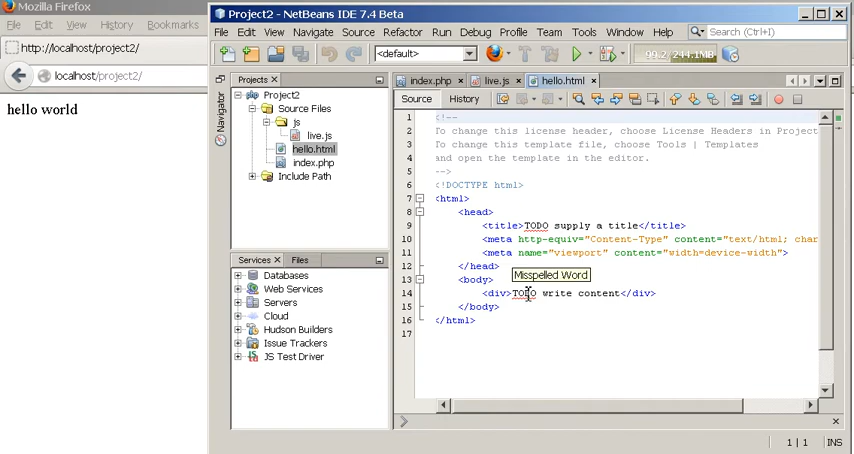 Mozilla Firefox
File Edit View History Bookmarks
http://localhost/project2/
localhost/project2/
hello world
Project2 - NetBeans IDE 7.4 Beta
File Edit View Navigate Source Refactor Run Debug Profile Team Tools Window Help
Search (Ctrl+I)
<default>
99.2/244.1MB
Projects
Navigator
Project2
Source Files
js
live.js
hello.html
index.php
Include Path
Services Files
Databases
Web Services
Servers
Cloud
Hudson Builders
Issue Trackers
JS Test Driver
index.php live.js hello.html
Source History
1 <!--
2 To change this license header, choose License Headers in Project
3 To change this template file, choose Tools | Templates
4 and open the template in the editor.
5 -->
6 <!DOCTYPE html>
7 <html>
8 <head>
9 <title>TODO supply a title</title>
10 <meta http-equiv="Content-Type" content="text/html; char
11 <meta name="viewport" content="width=device-width">
12 </head>
Misspelled Word
13 <body>
14 <div>TODO write content</div>
15 </body>
16 </html>
17
1 | 1 INS